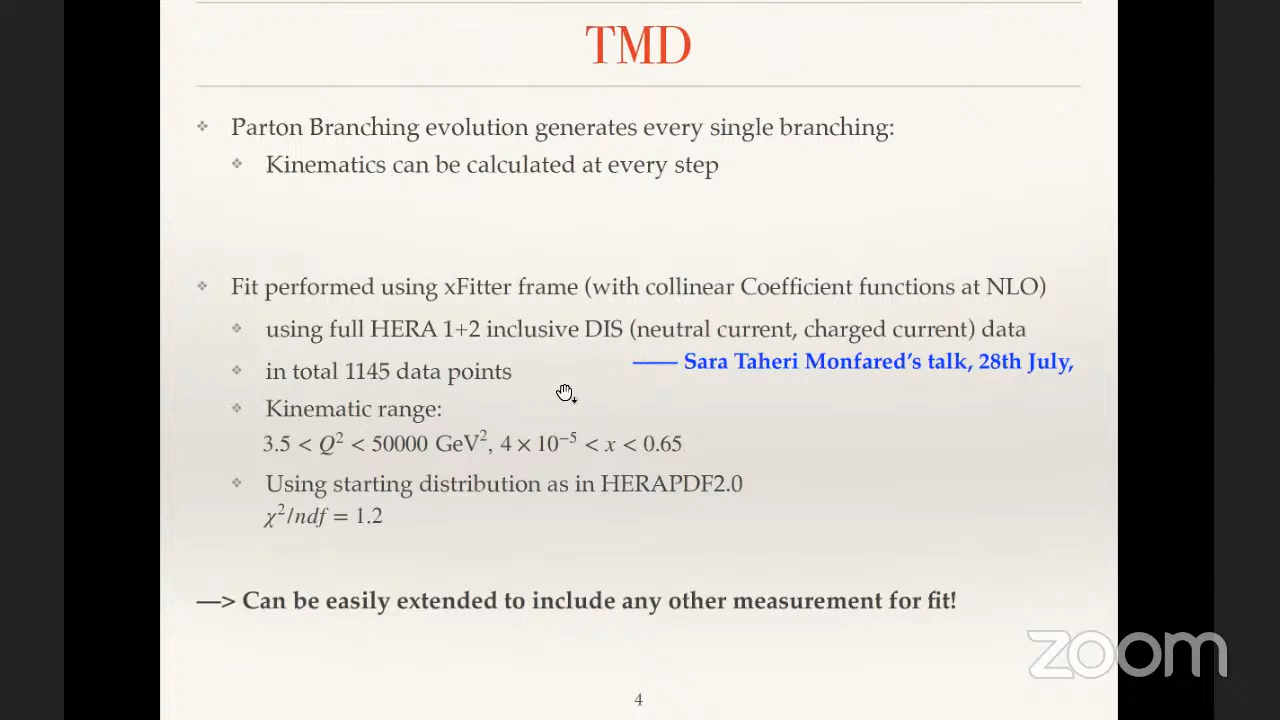 TMD
Parton Branching evolution generates every single branching:
Kinematics can be calculated at every step
Fit performed using xFitter frame (with collinear Coefficient functions at NLO)
using full HERA 1+2 inclusive DIS (neutral current, charged current) data
—— Sara Taheri Monfared's talk, 28th July,
in total 1145 data points
Kinematic range:
3.5 < Q² < 50000 GeV², 4 × 10⁻⁵ < x < 0.65
Using starting distribution as in HERAPDF2.0
χ²/ndf = 1.2
—> Can be easily extended to include any other measurement for fit!
zoom
4